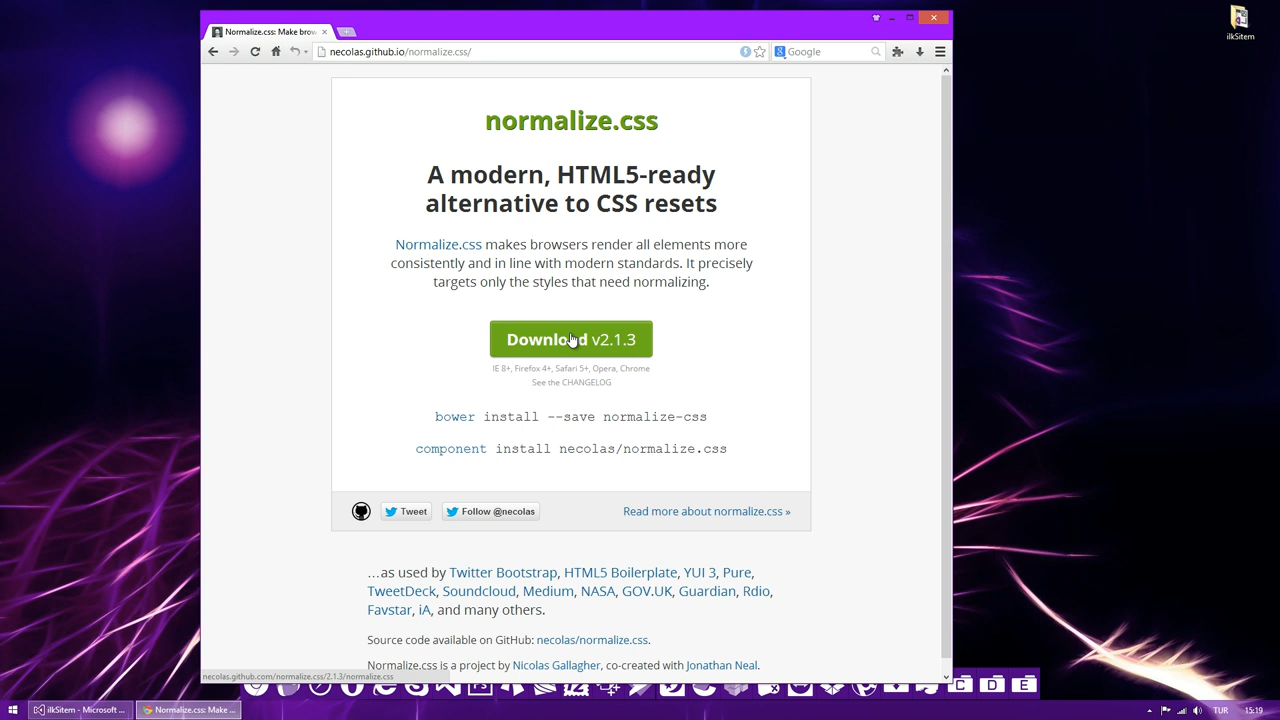 Normalize.css: Make brow
necolas.github.io/normalize.css/
Google
ilkSitem
normalize.css
A modern, HTML5-ready
alternative to CSS resets
Normalize.css makes browsers render all elements more
consistently and in line with modern standards. It precisely
targets only the styles that need normalizing.
Download v2.1.3
IE 8+, Firefox 4+, Safari 5+, Opera, Chrome
See the CHANGELOG
bower install --save normalize-css
component install necolas/normalize.css
Tweet
Follow @necolas
Read more about normalize.css »
…as used by Twitter Bootstrap, HTML5 Boilerplate, YUI 3, Pure,
TweetDeck, Soundcloud, Medium, NASA, GOV.UK, Guardian, Rdio,
Favstar, iA, and many others.
Source code available on GitHub: necolas/normalize.css.
Normalize.css is a project by Nicolas Gallagher, co-created with Jonathan Neal.
necolas.github.com/normalize.css/2.1.3/normalize.css
C D E
ilkSitem - Microsoft ...
Normalize.css: Make ...
TUR
15:19